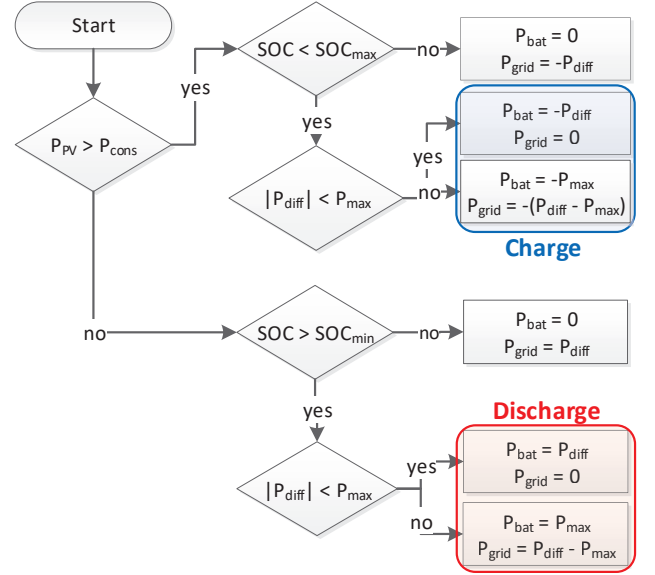 Start
SOC < SOCmax
no
Pbat = 0
Pgrid = -Pdiff
yes
PPV > Pcons
yes
Pbat = -Pdiff
Pgrid = 0
yes
|Pdiff| < Pmax
no
Pbat = -Pmax
Pgrid = -(Pdiff - Pmax)
Charge
no
SOC > SOCmin
no
Pbat = 0
Pgrid = Pdiff
yes
Discharge
|Pdiff| < Pmax
yes
Pbat = Pdiff
Pgrid = 0
no
Pbat = Pmax
Pgrid = Pdiff - Pmax